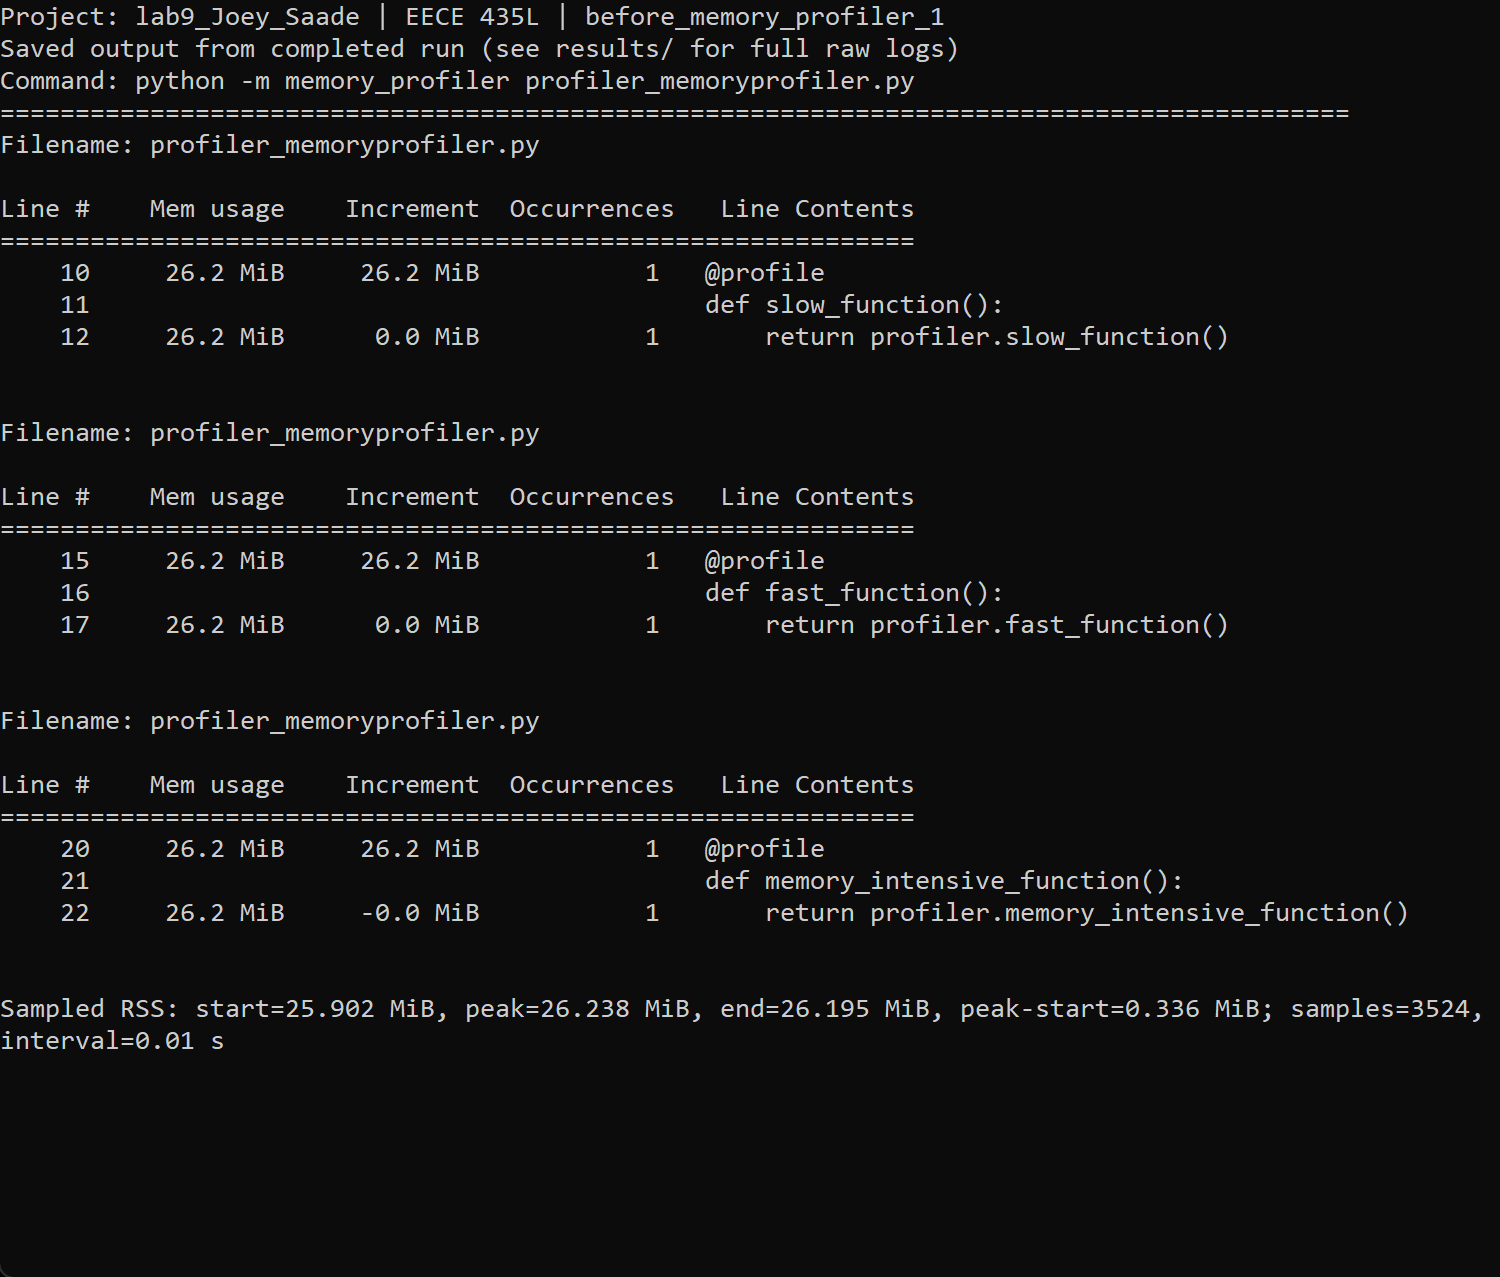 Project: lab9_Joey_Saade | EECE 435L | before_memory_profiler_1
Saved output from completed run (see results/ for full raw logs)
Command: python -m memory_profiler profiler_memoryprofiler.py
==========================================================================================
Filename: profiler_memoryprofiler.py

Line #    Mem usage    Increment  Occurrences   Line Contents
=============================================================
    10     26.2 MiB     26.2 MiB           1   @profile
    11                                         def slow_function():
    12     26.2 MiB      0.0 MiB           1       return profiler.slow_function()

Filename: profiler_memoryprofiler.py

Line #    Mem usage    Increment  Occurrences   Line Contents
=============================================================
    15     26.2 MiB     26.2 MiB           1   @profile
    16                                         def fast_function():
    17     26.2 MiB      0.0 MiB           1       return profiler.fast_function()

Filename: profiler_memoryprofiler.py

Line #    Mem usage    Increment  Occurrences   Line Contents
=============================================================
    20     26.2 MiB     26.2 MiB           1   @profile
    21                                         def memory_intensive_function():
    22     26.2 MiB     -0.0 MiB           1       return profiler.memory_intensive_function()

Sampled RSS: start=25.902 MiB, peak=26.238 MiB, end=26.195 MiB, peak-start=0.336 MiB; samples=3524,
interval=0.01 s